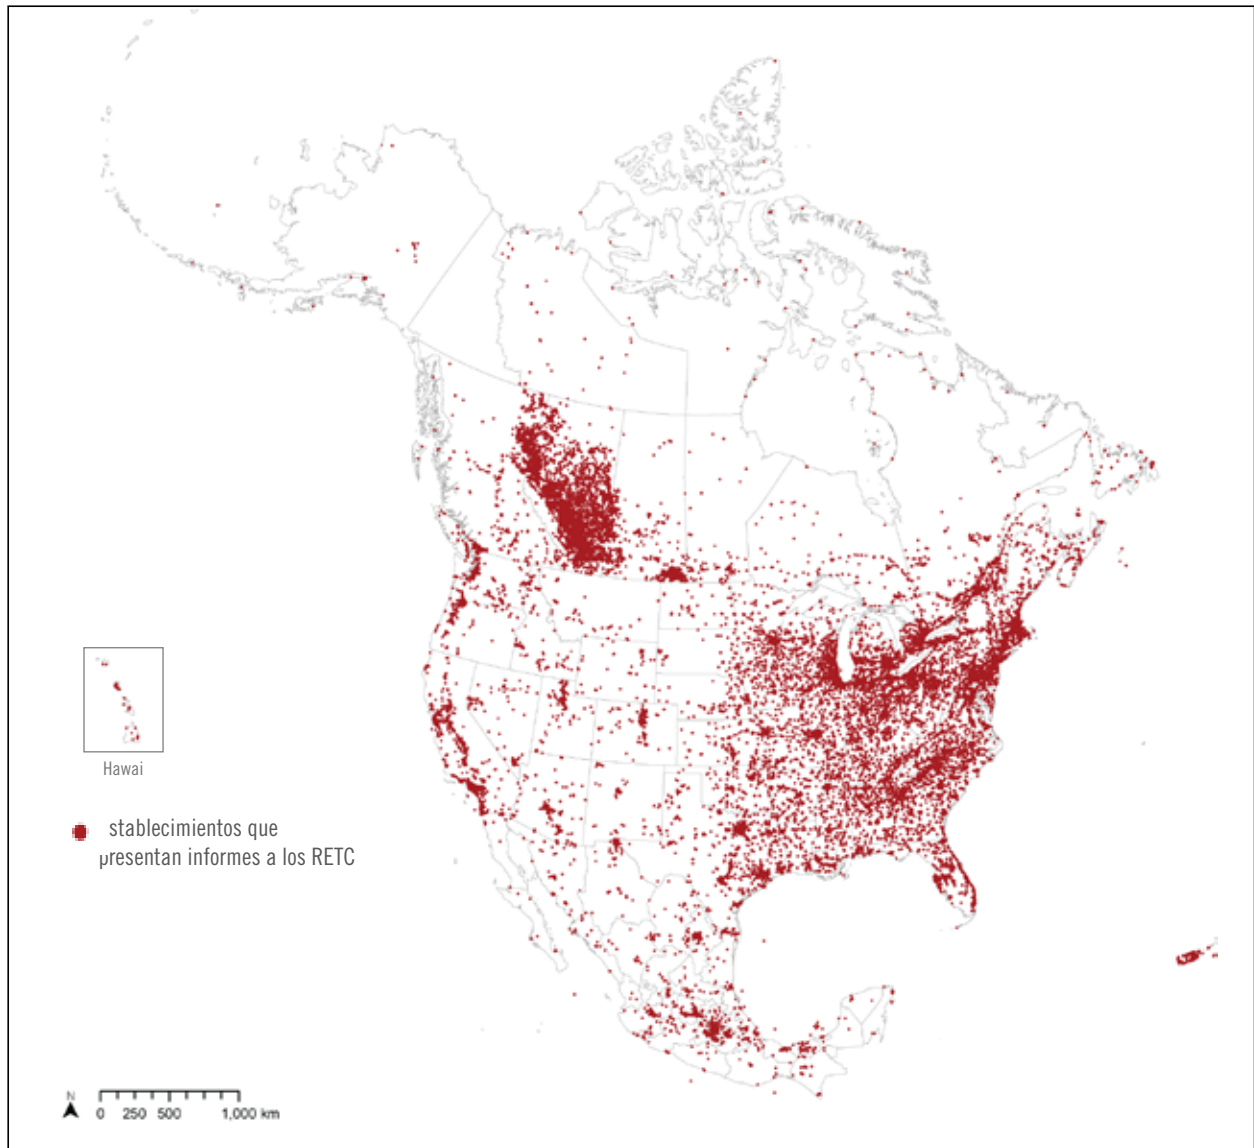 Hawai
stablecimientos que
presentan informes a los RETC
N
0 250 500 1,000 km